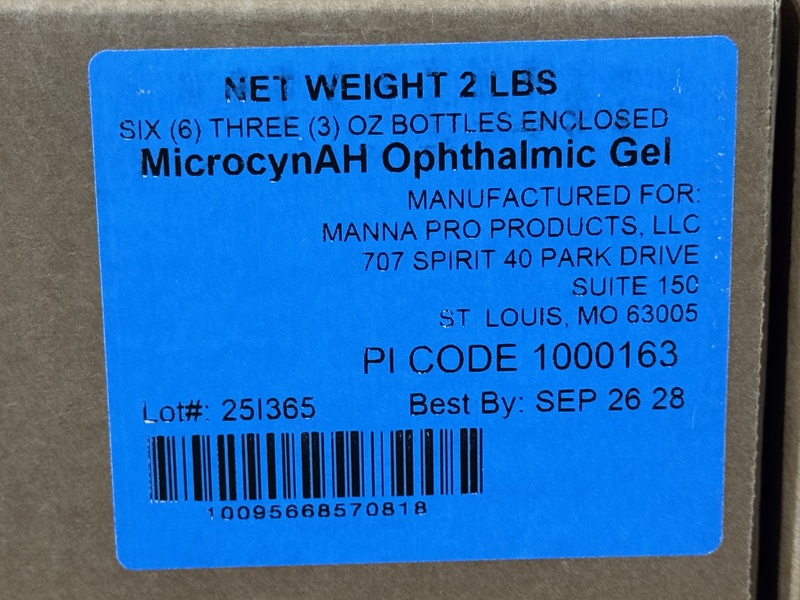 NET WEIGHT 2 LBS
SIX (6) THREE (3) OZ BOTTLES ENCLOSED
MicrocynAH Ophthalmic Gel
MANUFACTURED FOR:
MANNA PRO PRODUCTS, LLC
707 SPIRIT 40 PARK DRIVE
SUITE 150
ST. LOUIS, MO 63005
PI CODE 1000163
Lot#: 25I365 Best By: SEP 26 28
10095668570818